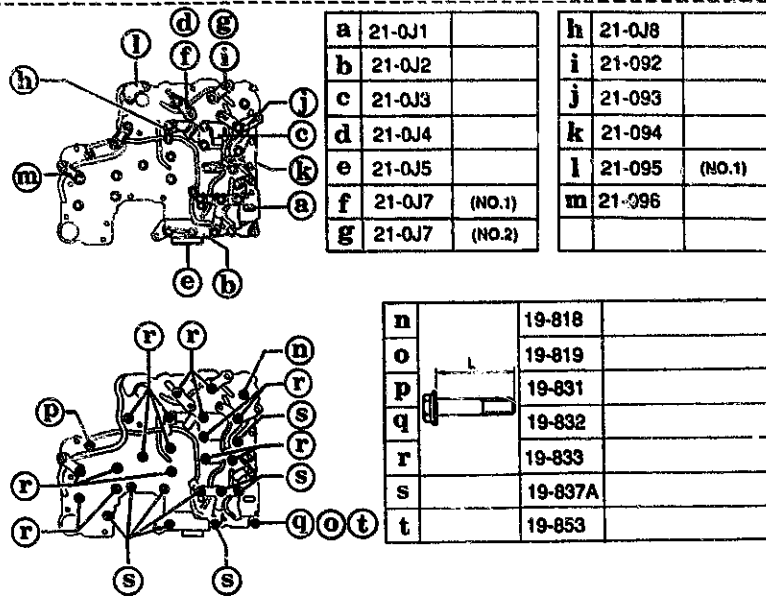 d g
l f i
h
j
c
m k
a
e b
a 21-0J1
b 21-0J2
c 21-0J3
d 21-0J4
e 21-0J5
f 21-0J7 (NO.1)
g 21-0J7 (NO.2)
h 21-0J8
i 21-092
j 21-093
k 21-094
l 21-095 (NO.1)
m 21-096
r r n
r
p s
r
r s
r q o t
s s
L
n 19-818
o 19-819
p 19-831
q 19-832
r 19-833
s 19-837A
t 19-853